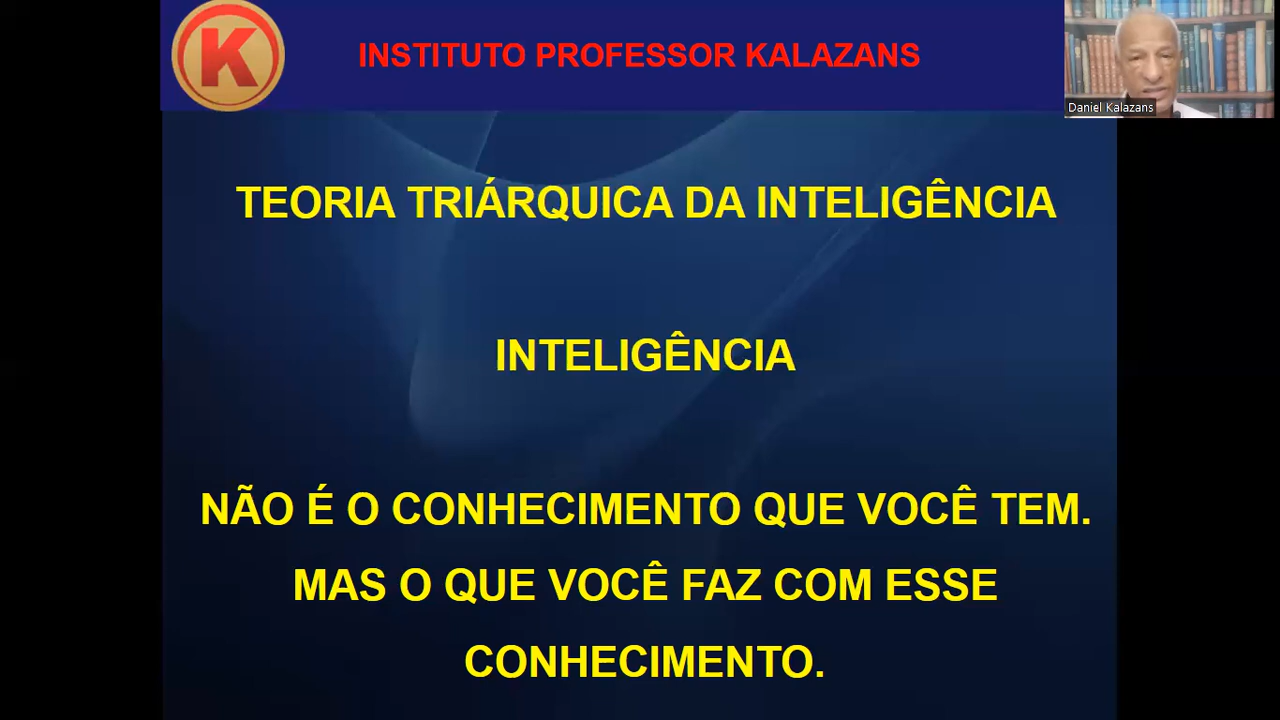 K
INSTITUTO PROFESSOR KALAZANS
Daniel Kalazans
TEORIA TRIÁRQUICA DA INTELIGÊNCIA
INTELIGÊNCIA
NÃO É O CONHECIMENTO QUE VOCÊ TEM.
MAS O QUE VOCÊ FAZ COM ESSE
CONHECIMENTO.